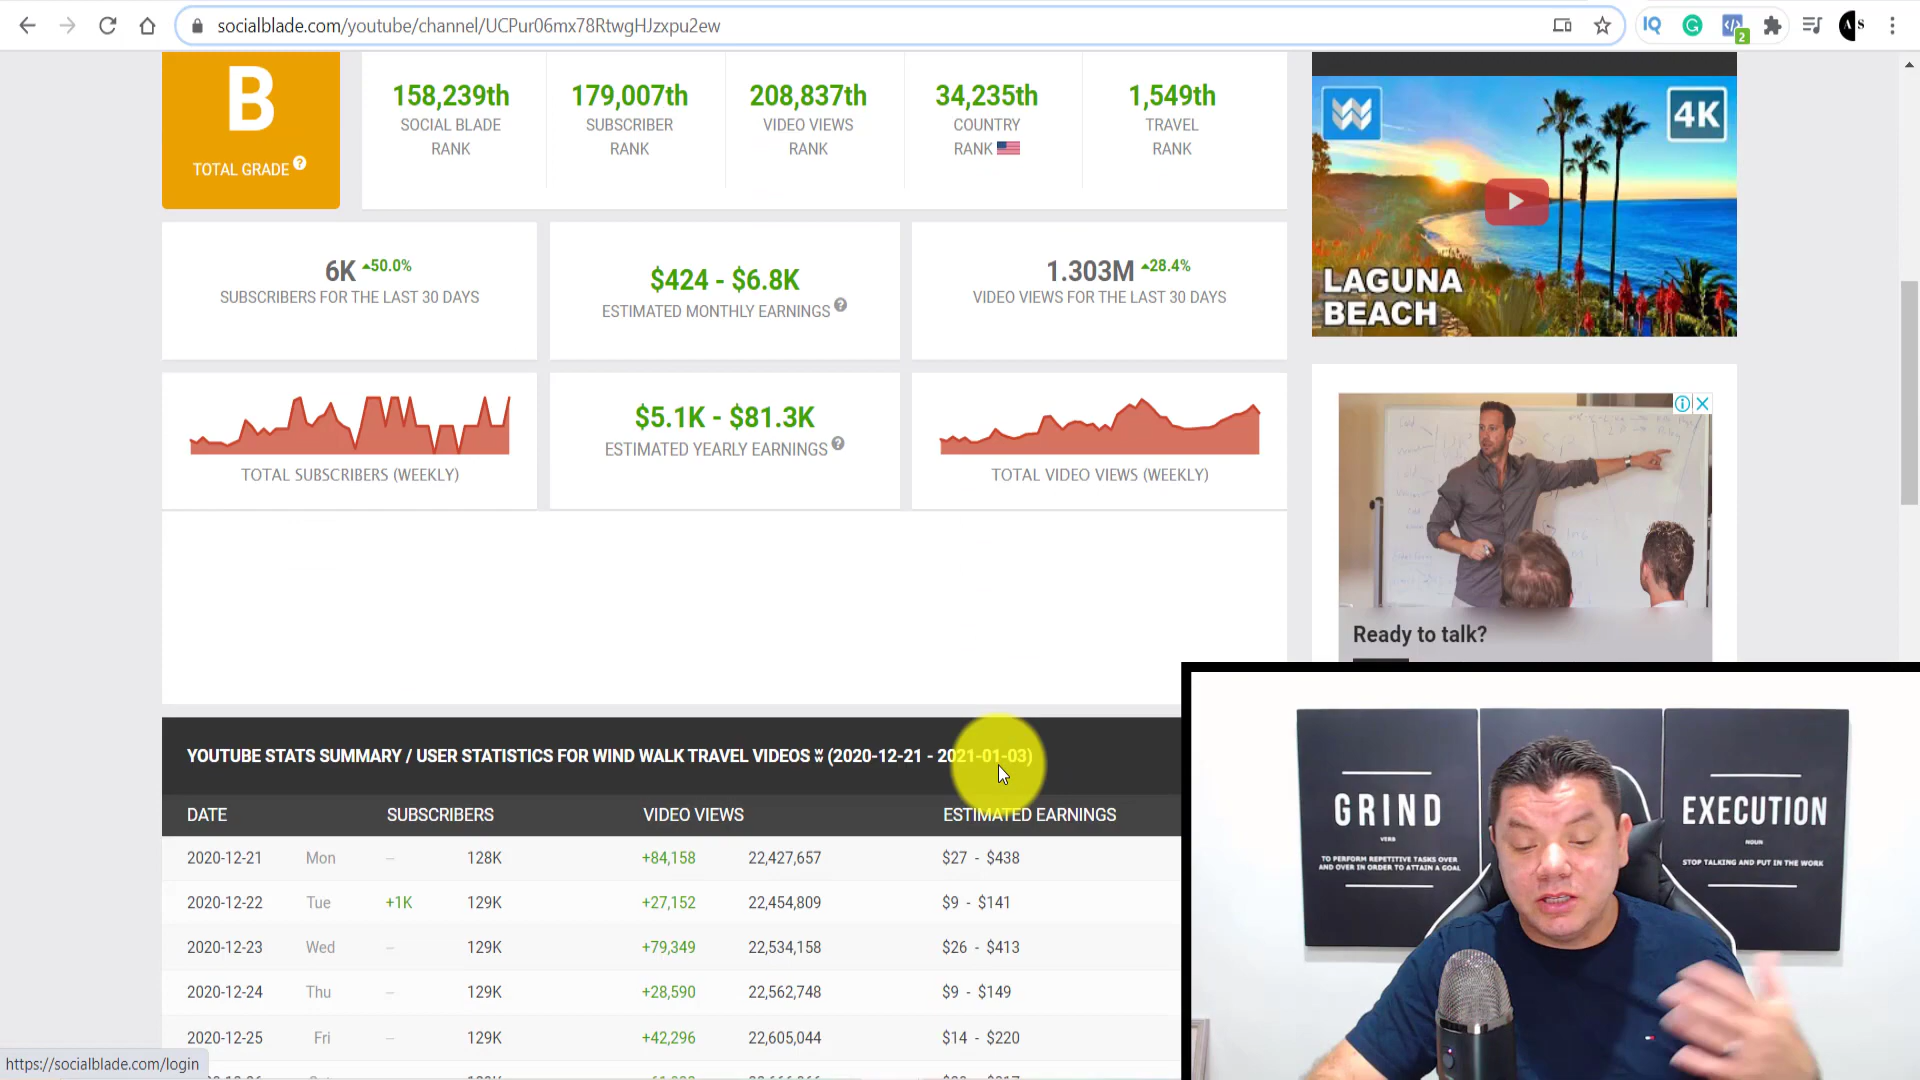 socialblade.com/youtube/channel/UCPur06mx78RtwgHJzxpu2ew
IQ
2
A S
B
TOTAL GRADE ?
158,239th
SOCIAL BLADE
RANK
179,007th
SUBSCRIBER
RANK
208,837th
VIDEO VIEWS
RANK
34,235th
COUNTRY
RANK
1,549th
TRAVEL
RANK
4K
LAGUNA
BEACH
6K 50.0%
SUBSCRIBERS FOR THE LAST 30 DAYS
$424 - $6.8K
ESTIMATED MONTHLY EARNINGS ?
1.303M 28.4%
VIDEO VIEWS FOR THE LAST 30 DAYS
TOTAL SUBSCRIBERS (WEEKLY)
$5.1K - $81.3K
ESTIMATED YEARLY EARNINGS ?
TOTAL VIDEO VIEWS (WEEKLY)
Ready to talk?
YOUTUBE STATS SUMMARY / USER STATISTICS FOR WIND WALK TRAVEL VIDEOS (2020-12-21 - 2021-01-03)
DATE SUBSCRIBERS VIDEO VIEWS ESTIMATED EARNINGS
2020-12-21 Mon -- 128K +84,158 22,427,657 $27 - $438
2020-12-22 Tue +1K 129K +27,152 22,454,809 $9 - $141
2020-12-23 Wed -- 129K +79,349 22,534,158 $26 - $413
2020-12-24 Thu -- 129K +28,590 22,562,748 $9 - $149
2020-12-25 Fri -- 129K +42,296 22,605,044 $14 - $220
https://socialblade.com/login
GRIND
VERB
TO PERFORM REPETITIVE TASKS OVER
AND OVER IN ORDER TO ATTAIN A GOAL
EXECUTION
NOUN
STOP TALKING AND PUT IN THE WORK